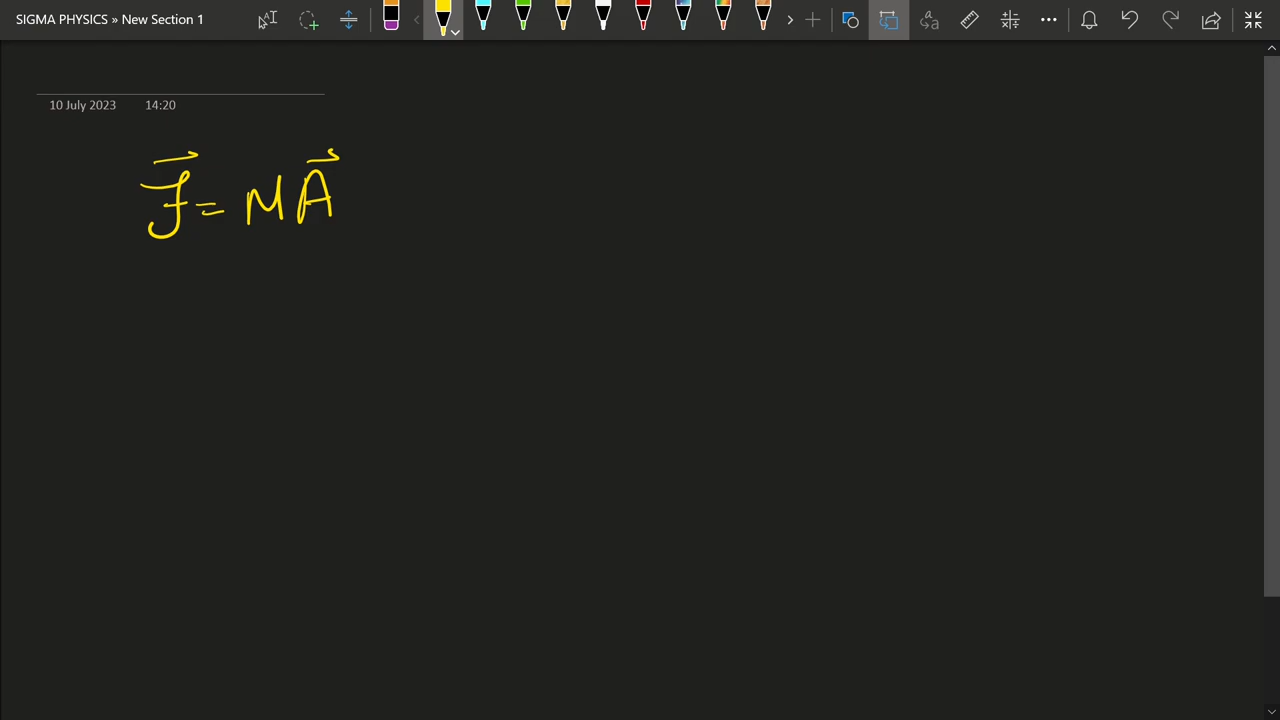 SIGMA PHYSICS » New Section 1
10 July 2023 14:20
F⃗ = MA⃗